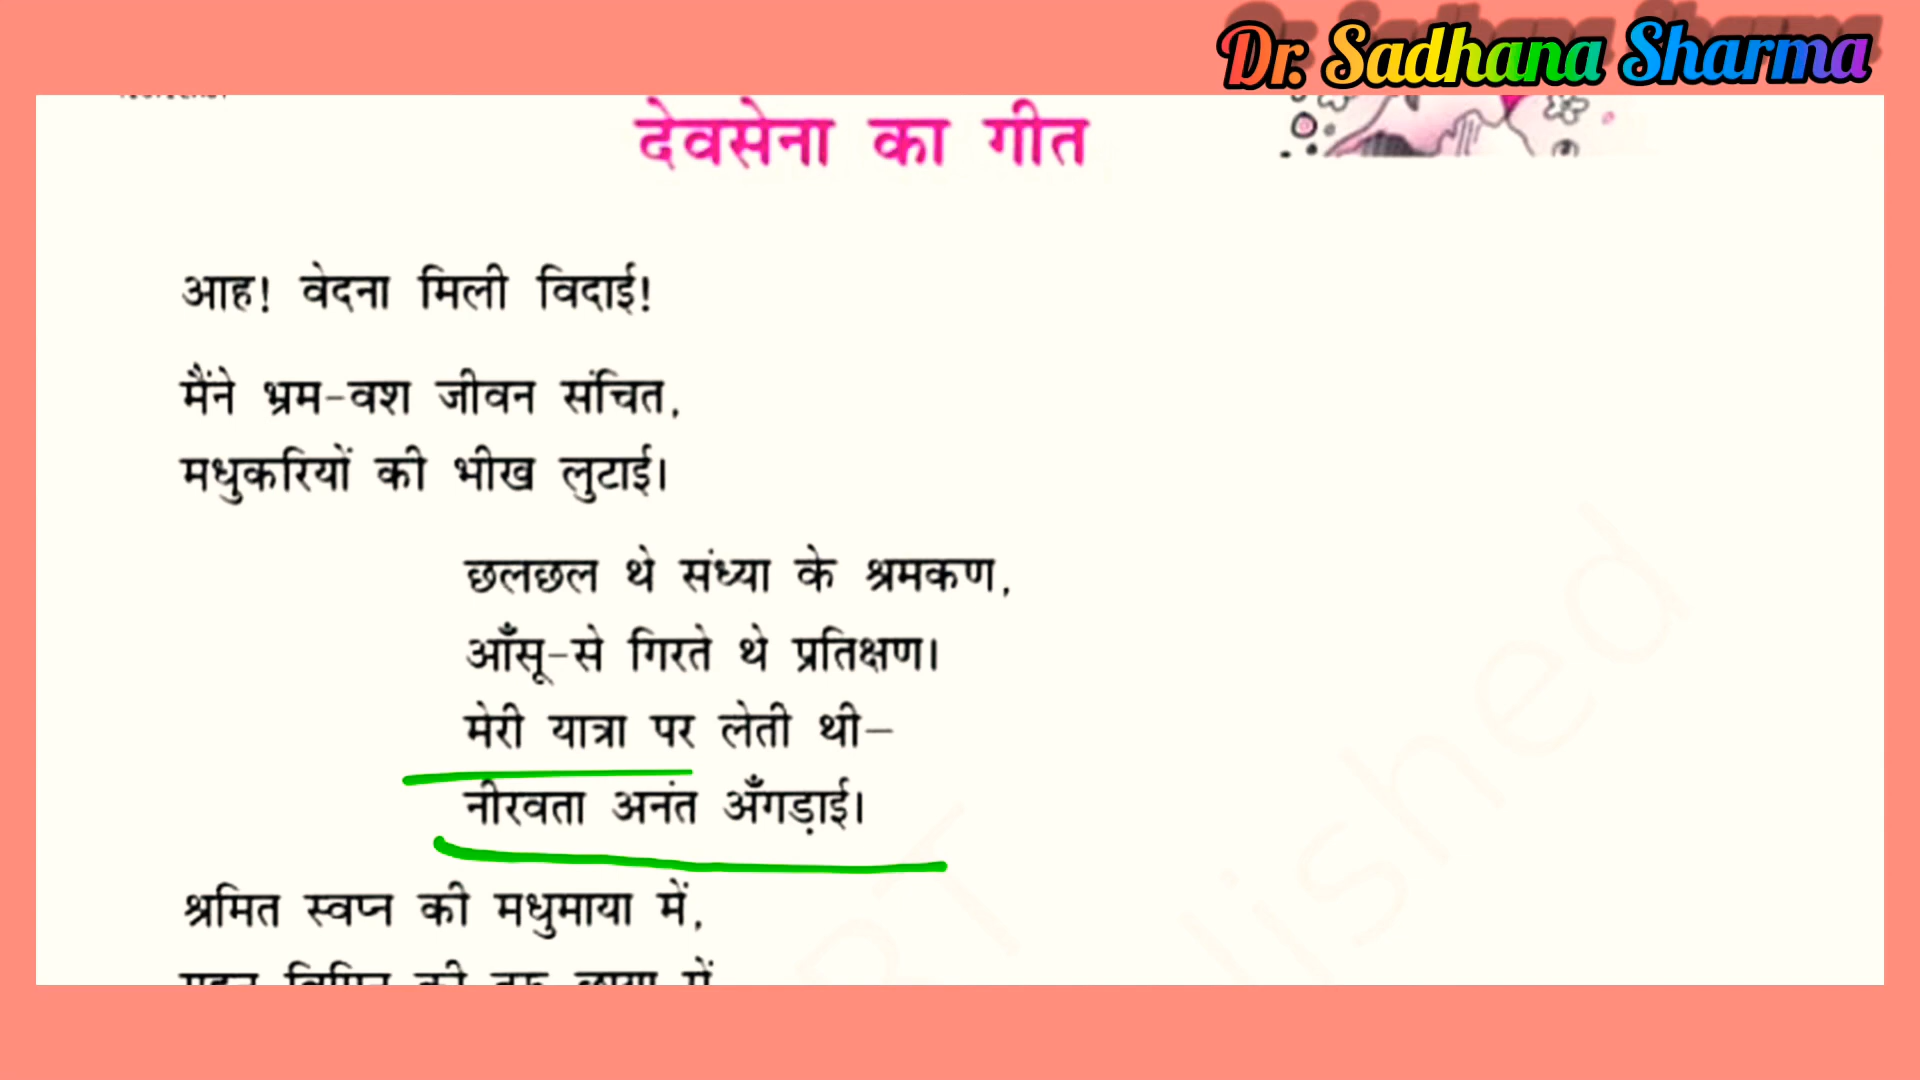 Dr. Sadhana Sharma
देवसेना का गीत
आह! वेदना मिली विदाई!
मैंने भ्रम-वश जीवन संचित,
मधुकरियों की भीख लुटाई।
छलछल थे संध्या के श्रमकण,
आँसू-से गिरते थे प्रतिक्षण।
मेरी यात्रा पर लेती थी-
नीरवता अनंत अँगड़ाई।
श्रमित स्वप्न की मधुमाया में,